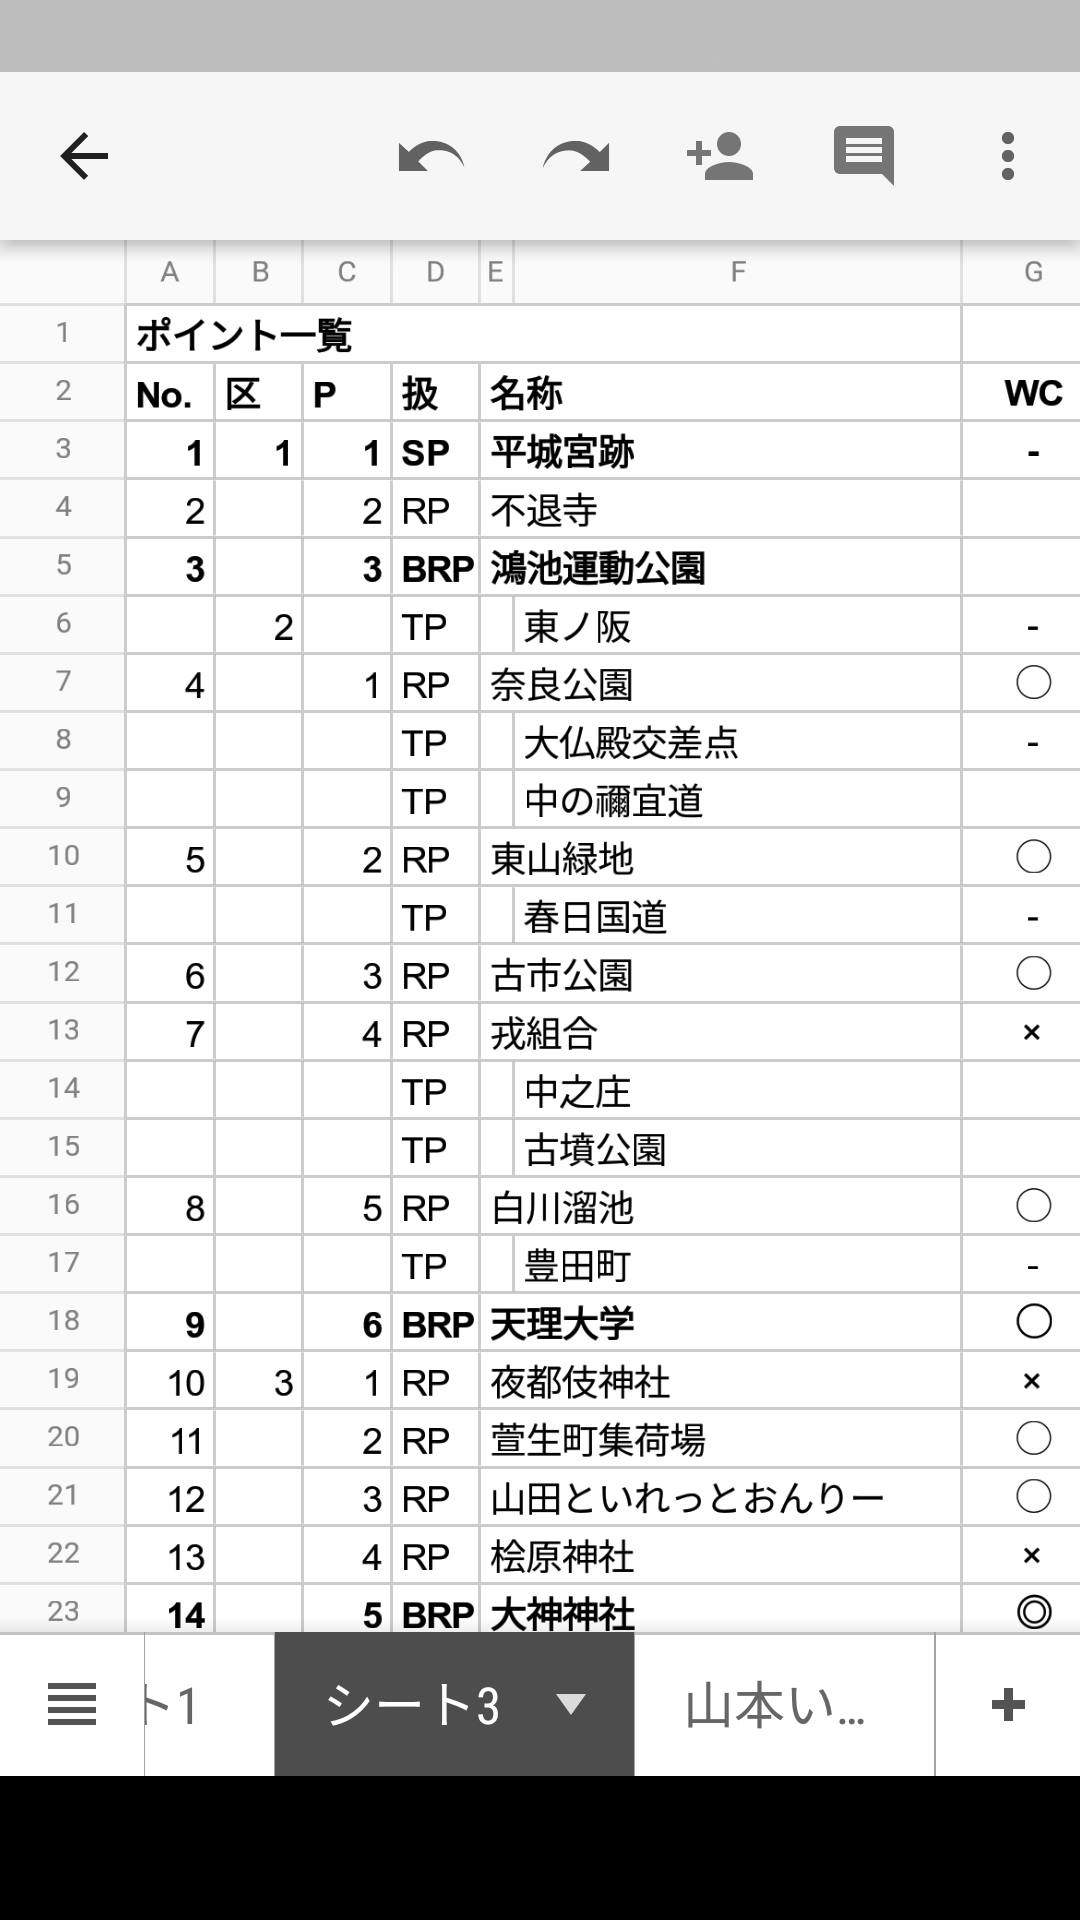 A B C D E F G
1 ポイント一覧
2 No. 区 P 扱 名称 WC
3 1 1 1 SP 平城宮跡 -
4 2 2 RP 不退寺
5 3 3 BRP 鴻池運動公園
6 2 TP 東ノ阪 -
7 4 1 RP 奈良公園 ○
8 TP 大仏殿交差点 -
9 TP 中の禰宜道
10 5 2 RP 東山緑地 ○
11 TP 春日国道 -
12 6 3 RP 古市公園 ○
13 7 4 RP 戎組合 ×
14 TP 中之庄
15 TP 古墳公園
16 8 5 RP 白川溜池 ○
17 TP 豊田町 -
18 9 6 BRP 天理大学 ○
19 10 3 1 RP 夜都伎神社 ×
20 11 2 RP 萱生町集荷場 ○
21 12 3 RP 山田といれっとおんりー ○
22 13 4 RP 桧原神社 ×
23 14 5 BRP 大神神社 ◎
ト1 シート3 山本い...